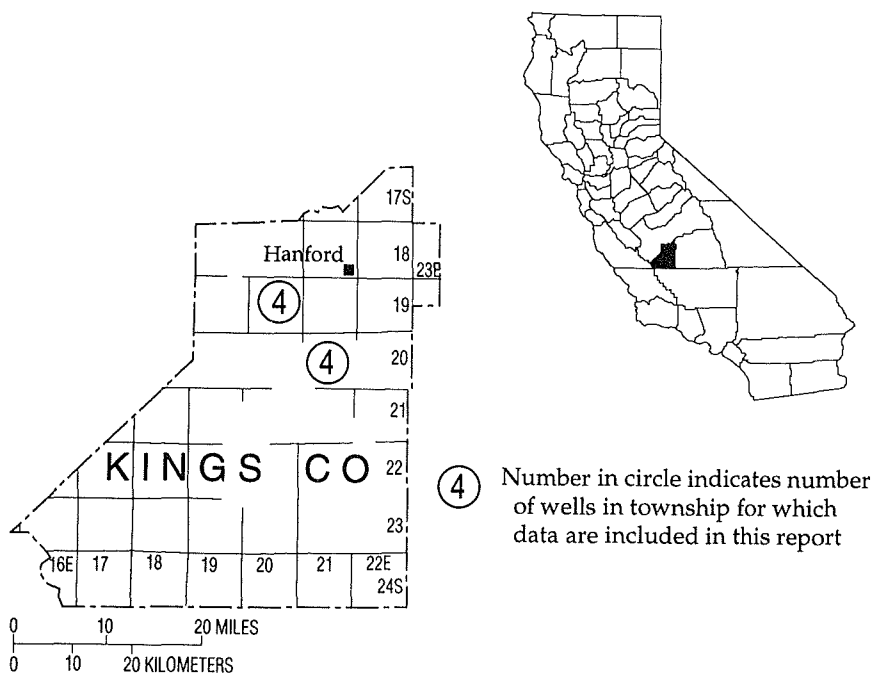 17S
Hanford
18
23E
4
19
4
20
21
KINGS CO
22
23
16E 17 18 19 20 21 22E
24S
0 10 20 MILES
0 10 20 KILOMETERS
4 Number in circle indicates number
of wells in township for which
data are included in this report